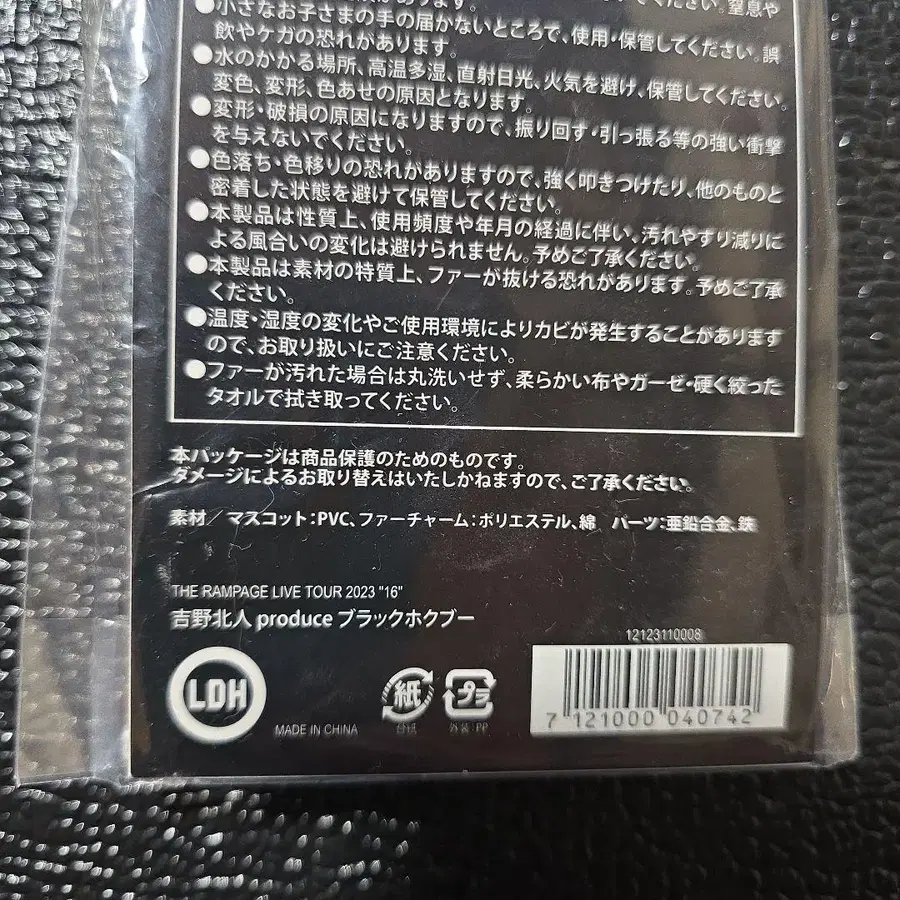 があります。
てください。窒息や
●小さなお子さまの手の届かないところで、使用・保管してください。誤
飲やケガの恐れがあります。
●水のかかる場所、高温多湿、直射日光、火気を避け、保管してください。
変色、変形、色あせの原因となります。
●変形・破損の原因になりますので、振り回す・引っ張る等の強い衝撃
を与えないでください。
●色落ち・色移りの恐れがありますので、強く叩きつけたり、他のものと
密着した状態を避けて保管してください。
●本製品は性質上、使用頻度や年月の経過に伴い、汚れやすり減りに
よる風合いの変化は避けられません。予めご了承ください。
●本製品は素材の特質上、ファーが抜ける恐れがあります。予めご了承
ください。
●温度・湿度の変化やご使用環境によりカビが発生することがあります
ので、お取り扱いにご注意ください。
●ファーが汚れた場合は丸洗いせず、柔らかい布やガーゼ・硬く絞った
タオルで拭き取ってください。
本パッケージは商品保護のためのものです。
ダメージによるお取り替えはいたしかねますので、ご了承ください。
素材/マスコット:PVC、ファーチャーム:ポリエステル、綿 パーツ:亜鉛合金、鉄
THE RAMPAGE LIVE TOUR 2023 "16"
吉野北人 produce ブラックホクブー
12123110008
LDH
MADE IN CHINA
紙
台紙
プラ
外装:PP
7 121000 040742